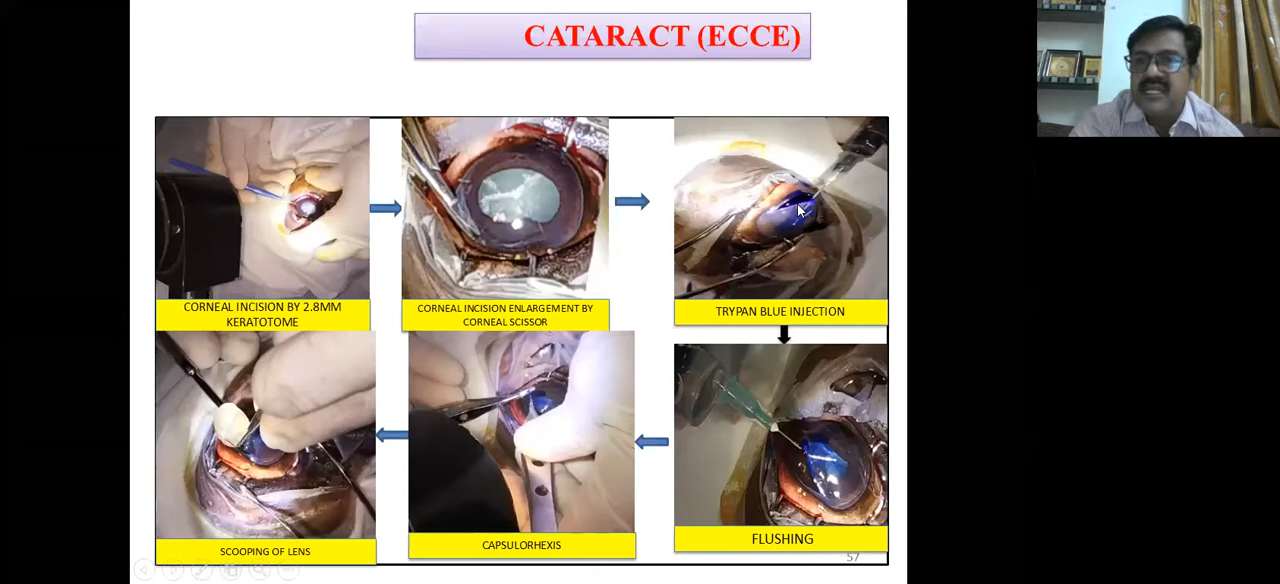 CATARACT (ECCE)
CORNEAL INCISION BY 2.8MM
KERATOTOME
CORNEAL INCISION ENLARGEMENT BY
CORNEAL SCISSOR
TRYPAN BLUE INJECTION
SCOOPING OF LENS
CAPSULORHEXIS
FLUSHING
57